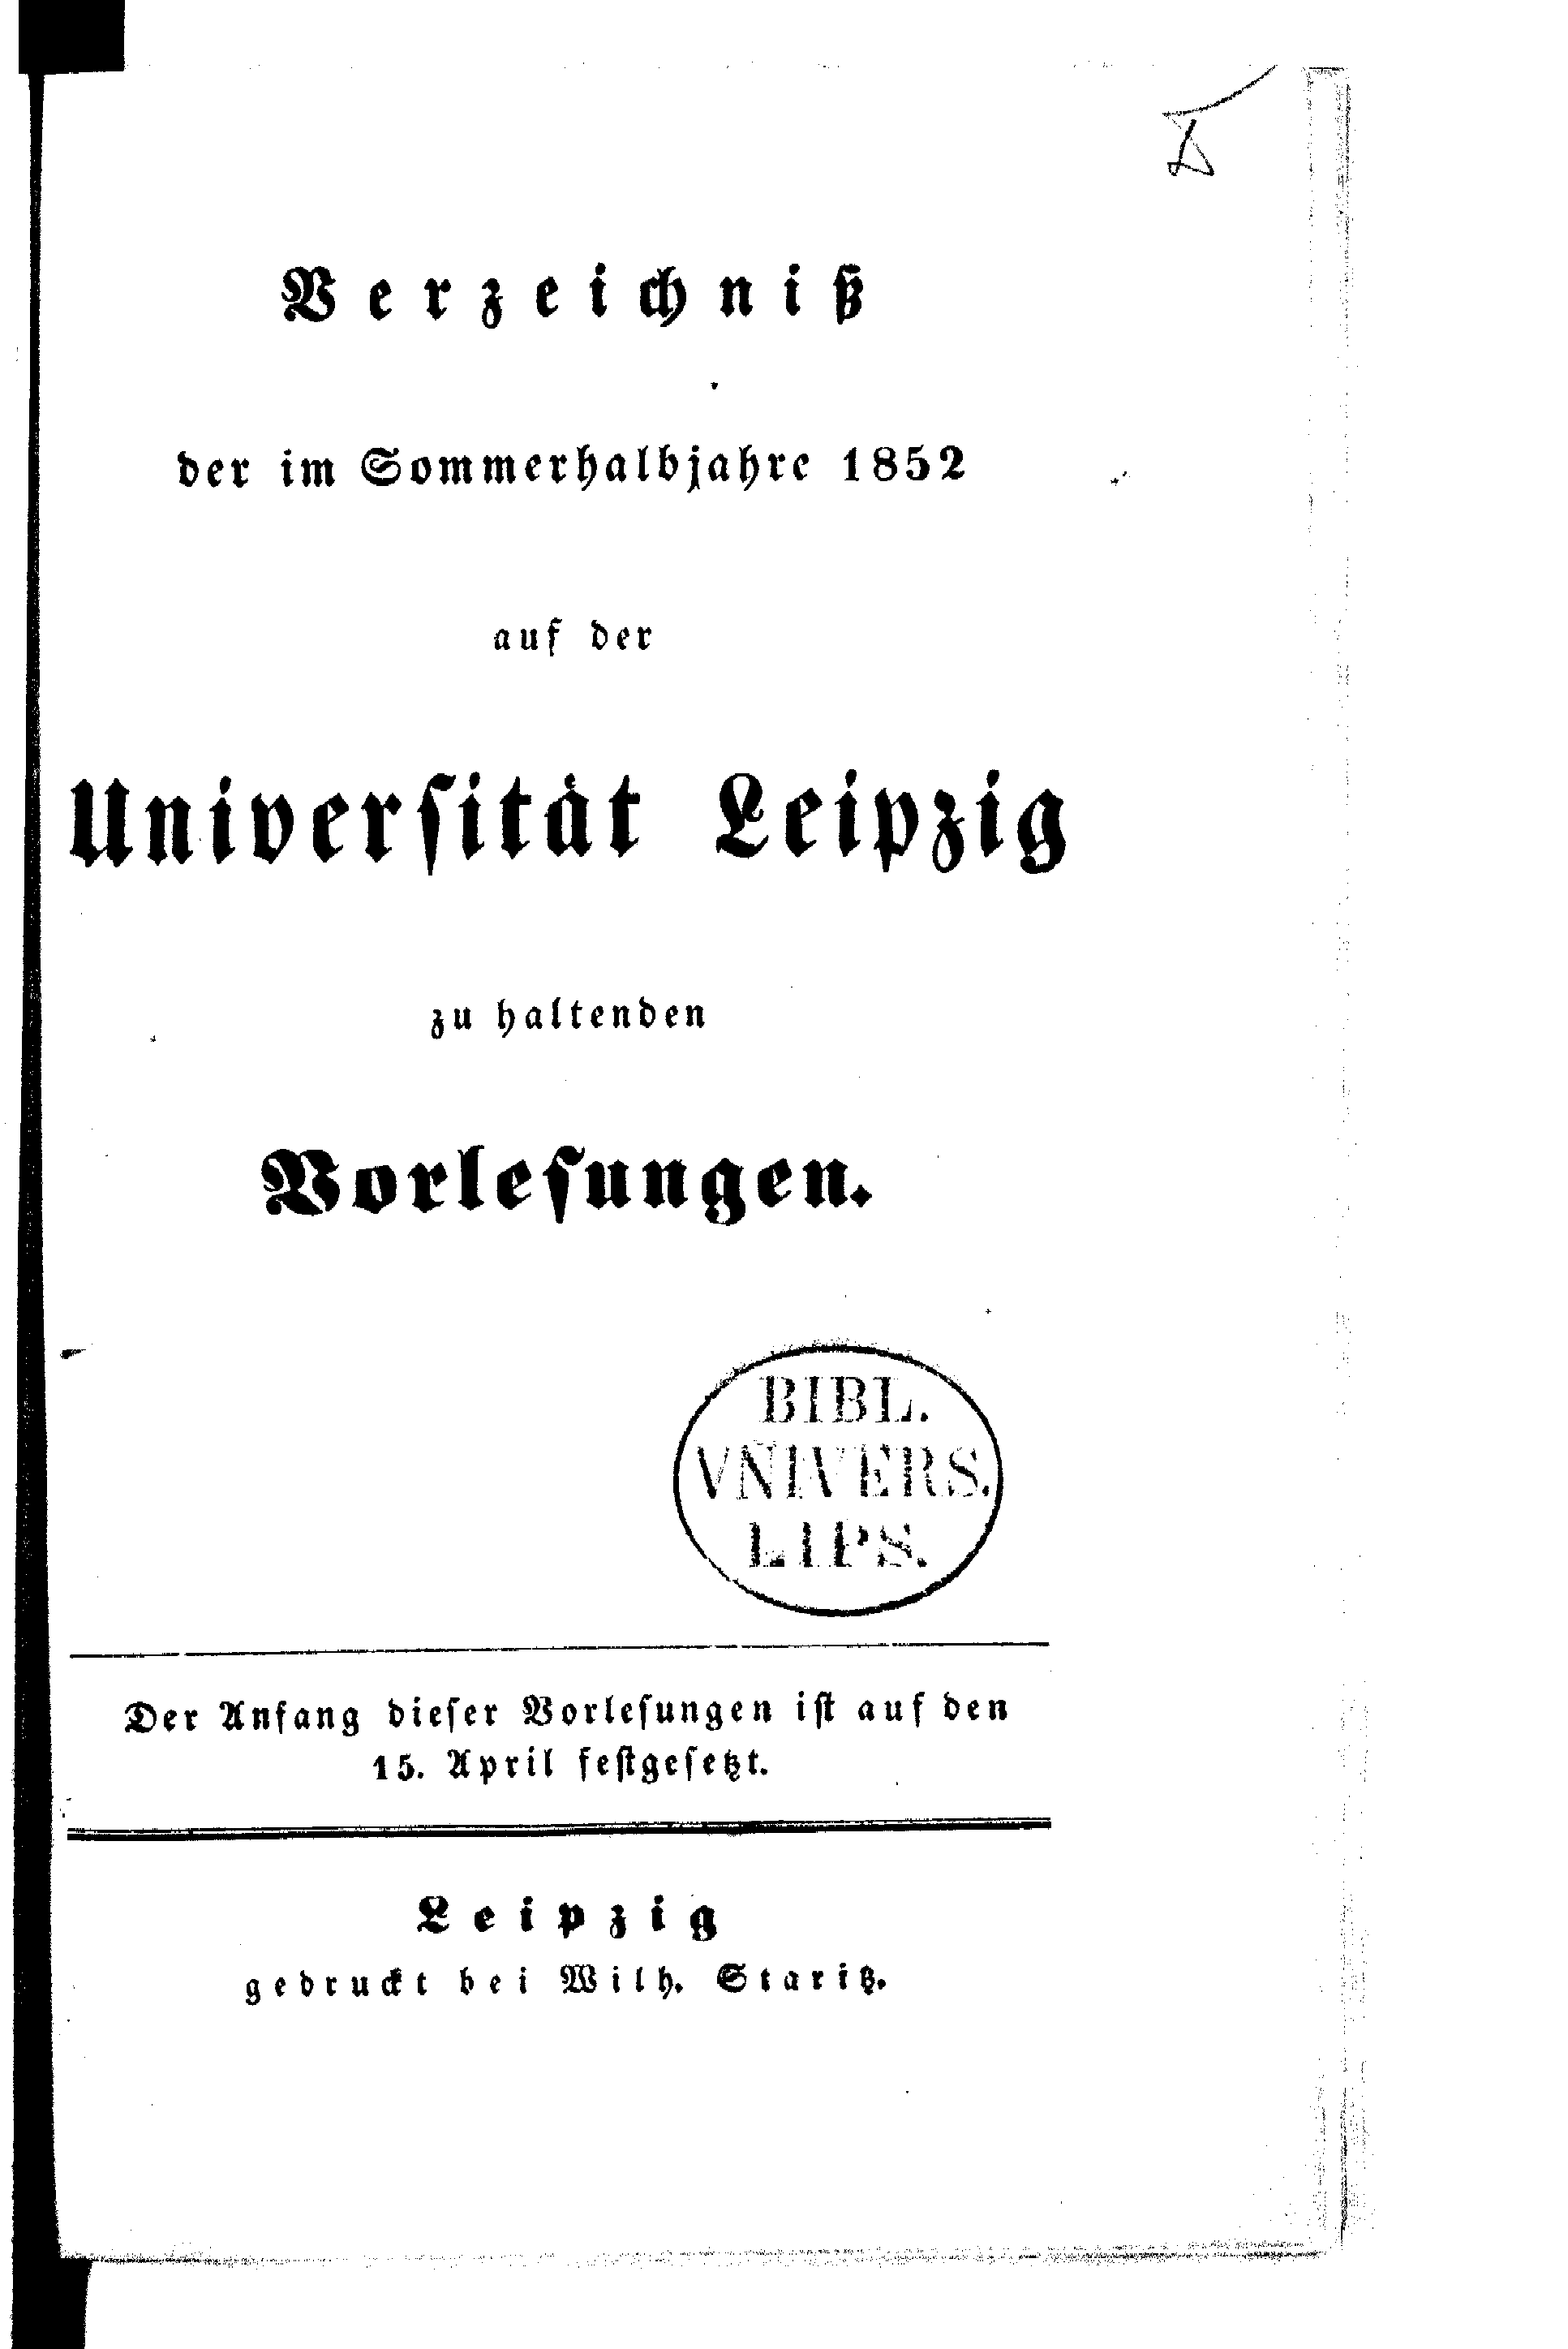 Verzeichniß
der im Sommerhalbjahre 1852
auf der
Universität Leipzig
zu haltenden
Vorlesungen.
BIBL.
VNIVERS.
LIPS.
Der Anfang dieser Vorlesungen ist auf den
15. April festgesetzt.
Leipzig
gedruckt bei Wilh. Staritz.